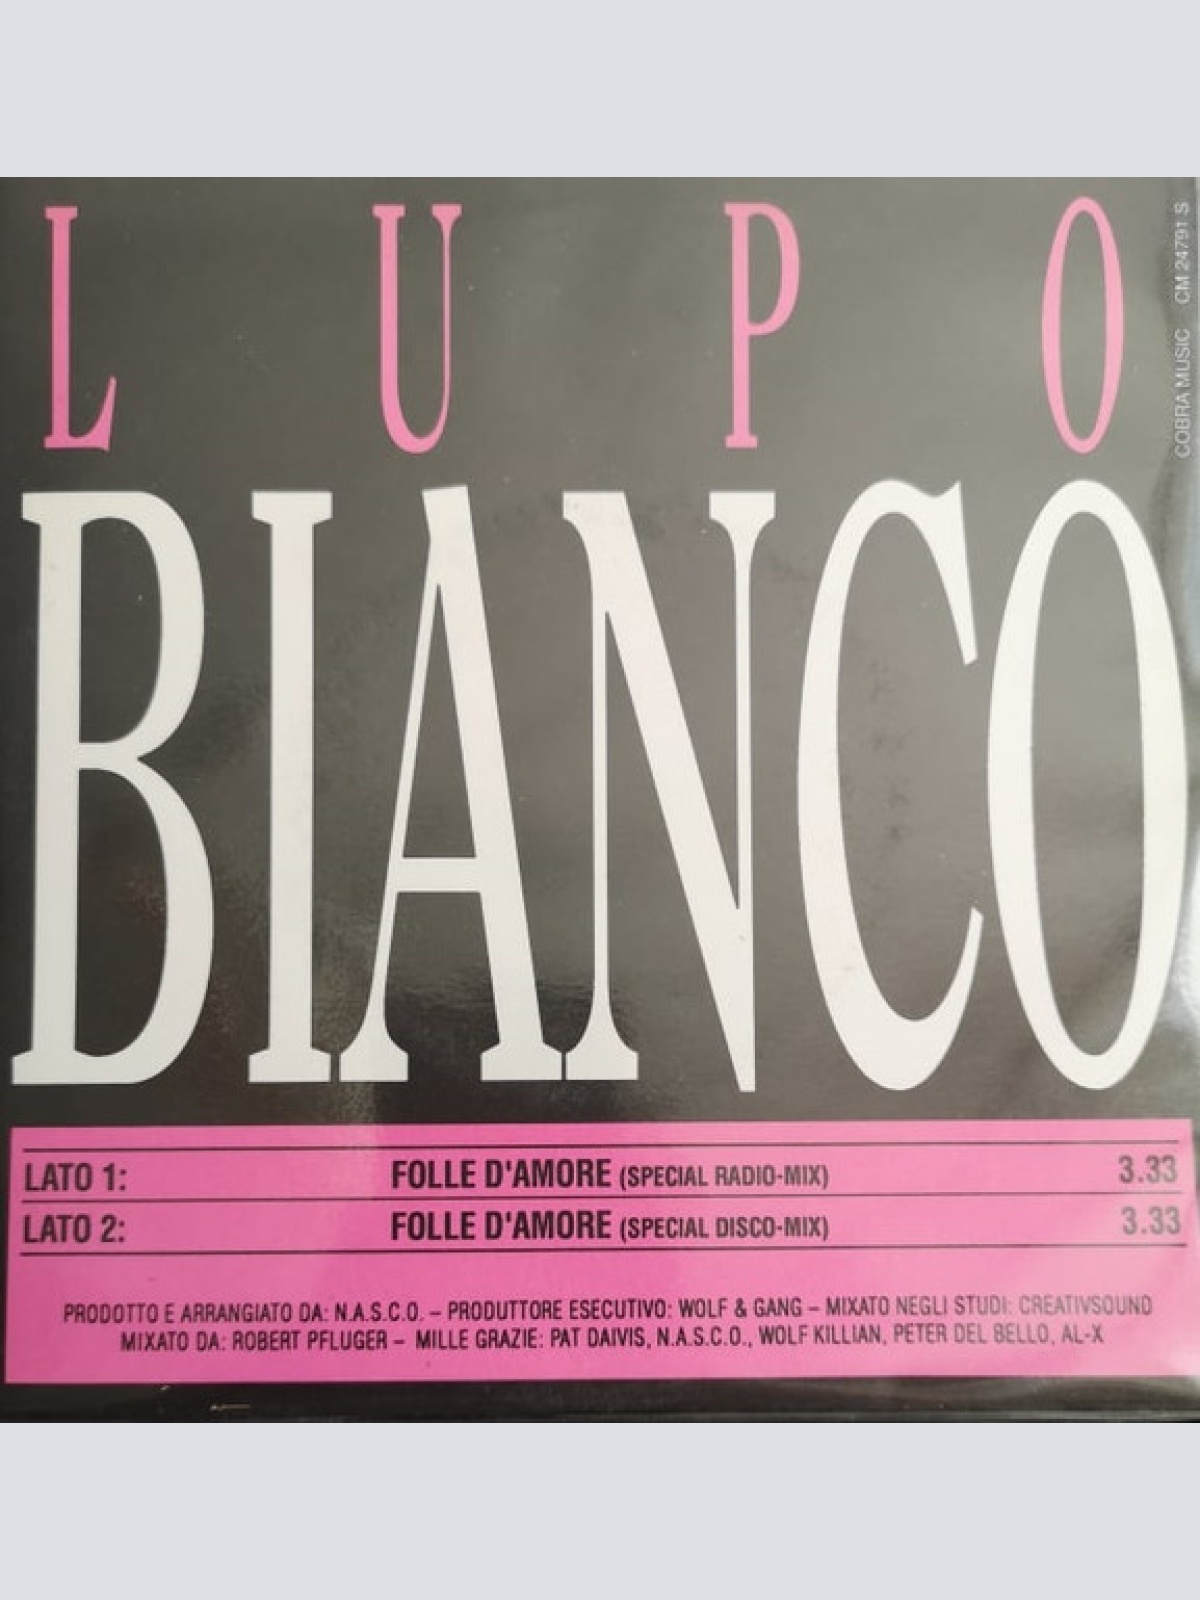 LUPO
COBRA MUSIC CM 24791 S
BIANCO
LATO 1: FOLLE D'AMORE (SPECIAL RADIO-MIX) 3.33
LATO 2: FOLLE D'AMORE (SPECIAL DISCO-MIX) 3.33
PRODOTTO E ARRANGIATO DA: N.A.S.C.O. – PRODUTTORE ESECUTIVO: WOLF & GANG – MIXATO NEGLI STUDI: CREATIVSOUND
MIXATO DA: ROBERT PFLUGER – MILLE GRAZIE: PAT DAIVIS, N.A.S.C.O., WOLF KILLIAN, PETER DEL BELLO, AL-X